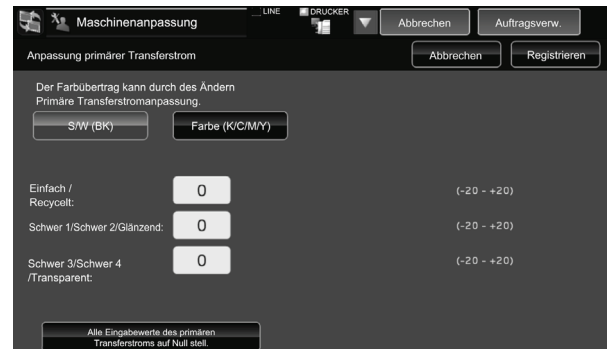 Maschinenanpassung
LINE
DRUCKER
Abbrechen
Auftragsverw.
Anpassung primärer Transferstrom
Abbrechen
Registrieren
Der Farbübertrag kann durch des Ändern
Primäre Transferstromanpassung.
S/W (BK)
Farbe (K/C/M/Y)
Einfach /
Recycelt:
0
(-20 - +20)
Schwer 1/Schwer 2/Glänzend:
0
(-20 - +20)
Schwer 3/Schwer 4
/Transparent:
0
(-20 - +20)
Alle Eingabewerte des primären
Transferstroms auf Null stell.